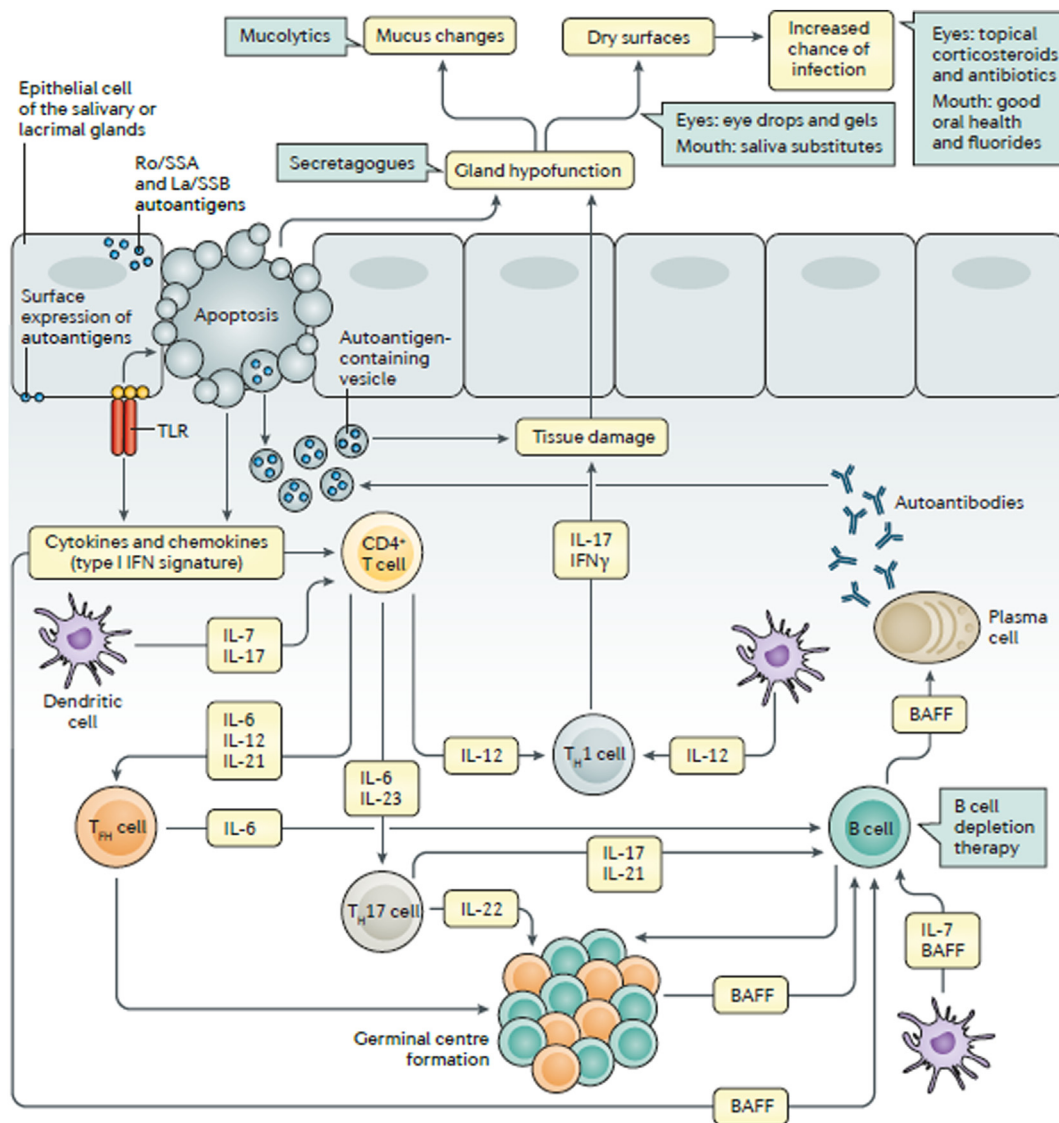 Mucolytics
Mucus changes
Dry surfaces
Increased
chance of
infection
Eyes: topical
corticosteroids
and antibiotics
Mouth: good
oral health
and fluorides
Epithelial cell
of the salivary or
lacrimal glands
Eyes: eye drops and gels
Mouth: saliva substitutes
Secretagogues
Gland hypofunction
Ro/SSA
and La/SSB
autoantigens
Surface
expression of
autoantigens
Apoptosis
Autoantigen-
containing
vesicle
TLR
Tissue damage
Autoantibodies
Cytokines and chemokines
(type I IFN signature)
CD4⁺
T cell
IL-17
IFNγ
Plasma
cell
IL-7
IL-17
Dendritic
cell
BAFF
IL-6
IL-12
IL-21
IL-12
T_H1 cell
IL-12
IL-6
IL-23
T_FH cell
IL-6
B cell
B cell
depletion
therapy
IL-17
IL-21
T_H17 cell
IL-22
IL-7
BAFF
BAFF
Germinal centre
formation
BAFF